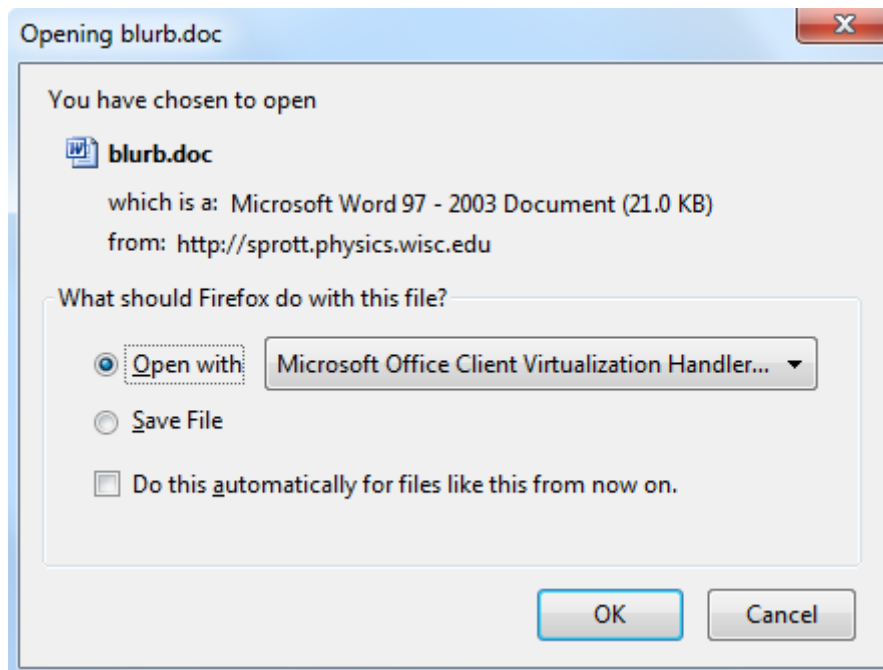 Opening blurb.doc
You have chosen to open
blurb.doc
which is a: Microsoft Word 97 - 2003 Document (21.0 KB)
from: http://sprott.physics.wisc.edu
What should Firefox do with this file?
Open with Microsoft Office Client Virtualization Handler...
Save File
Do this automatically for files like this from now on.
OK Cancel